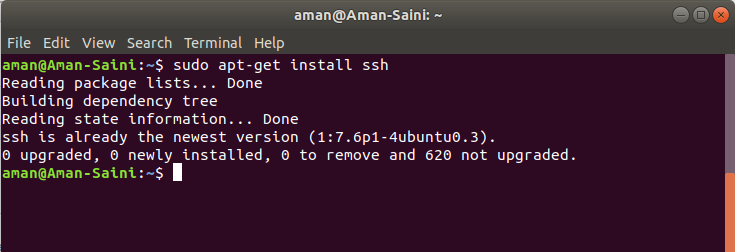 aman@Aman-Saini: ~
File Edit View Search Terminal Help
aman@Aman-Saini:~$ sudo apt-get install ssh
Reading package lists... Done
Building dependency tree
Reading state information... Done
ssh is already the newest version (1:7.6p1-4ubuntu0.3).
0 upgraded, 0 newly installed, 0 to remove and 620 not upgraded.
aman@Aman-Saini:~$